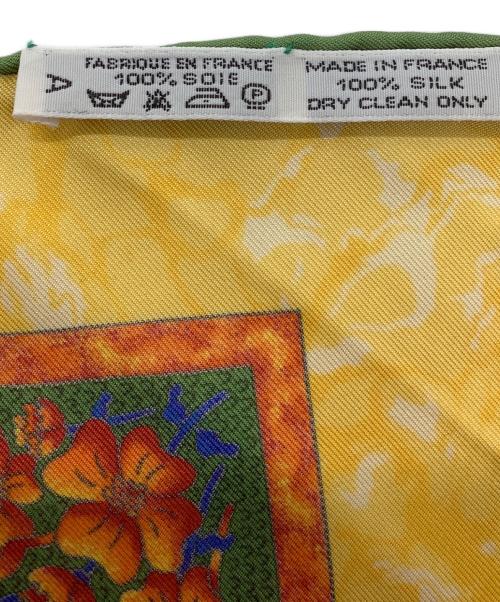 A
FABRIQUE EN FRANCE
100% SOIE
P
MADE IN FRANCE
100% SILK
DRY CLEAN ONLY